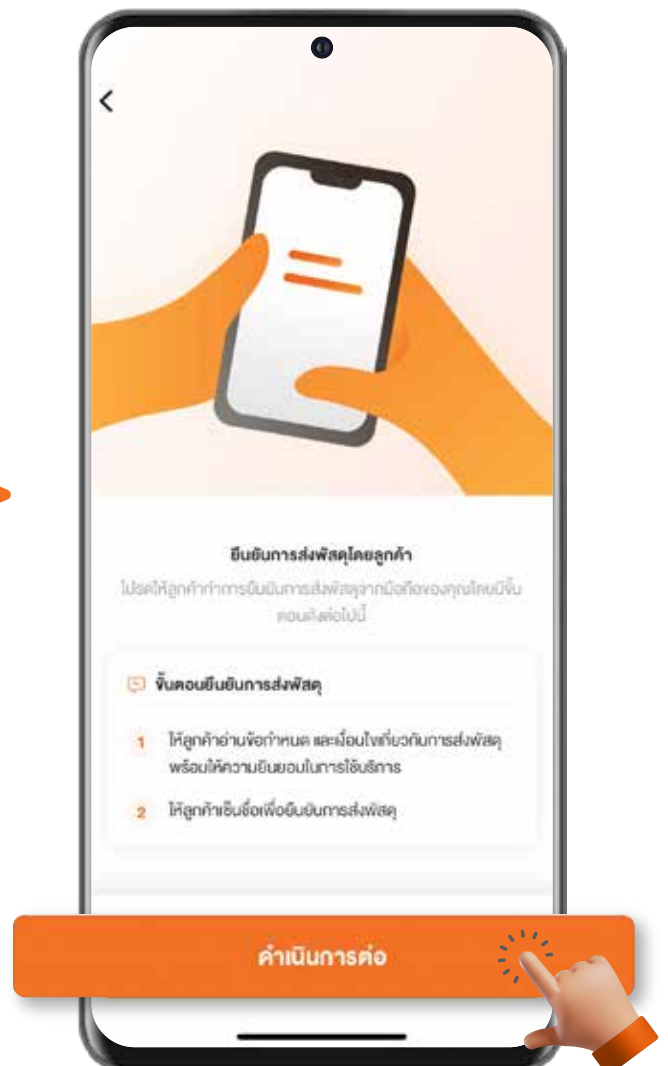 ยืนยันการส่งพัสดุโดยลูกค้า
โปรดให้ลูกค้าทำการยืนยันการส่งพัสดุจากมือถือของคุณโดยมีขั้น
ตอนดังต่อไปนี้
ขั้นตอนยืนยันการส่งพัสดุ
1 ให้ลูกค้าอ่านข้อกำหนด และเงื่อนไขเกี่ยวกับการส่งพัสดุ
พร้อมให้ความยินยอมในการใช้บริการ
2 ให้ลูกค้าเซ็นชื่อเพื่อยืนยันการส่งพัสดุ
ดำเนินการต่อ